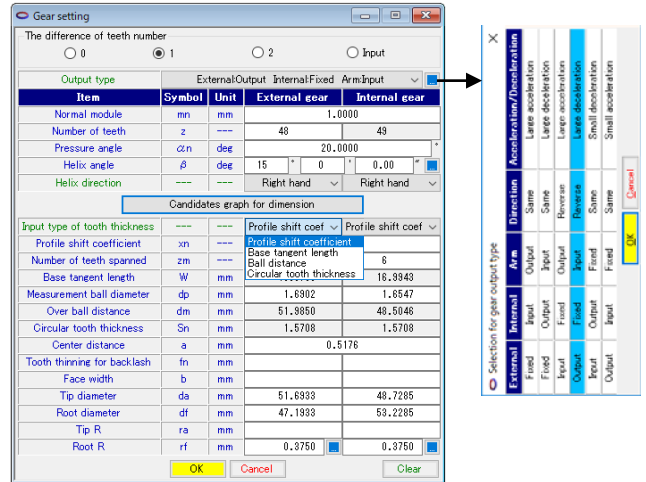 Gear setting
The difference of teeth number
0 1 2 Input
Output type External:Output Internal:Fixed Arm:Input
Item Symbol Unit External gear Internal gear
Normal module mn mm 1.0000
Number of teeth z --- 48 49
Pressure angle αn deg 20.0000 °
Helix angle β deg 15 ° 0 ' 0.00 "
Helix direction --- --- Right hand Right hand
Candidates graph for dimension
Input type of tooth thickness --- --- Profile shift coef Profile shift coef
Profile shift coefficient xn --- Profile shift coefficient
Base tangent length
Number of teeth spanned zm --- Ball distance 6
Circular tooth thickness
Base tangent length W mm 16.9943
Measurement ball diameter dp mm 1.6902 1.6547
Over ball distance dm mm 51.9850 48.5046
Circular tooth thickness Sn mm 1.5708 1.5708
Center distance a mm 0.5176
Tooth thinning for backlash fn mm
Face width b mm
Tip diameter da mm 51.6933 48.7285
Root diameter df mm 47.1933 53.2285
Tip R ra mm
Root R rf mm 0.3750 0.3750
OK Cancel Clear
Selection for gear output type
External Internal Arm Direction Acceleration/Deceleration
Fixed Input Output Same Large acceleration
Fixed Output Input Same Large deceleration
Input Fixed Output Reverse Large acceleration
Output Fixed Input Reverse Large deceleration
Input Output Fixed Same Small deceleration
Output Input Fixed Same Small acceleration
OK Cancel